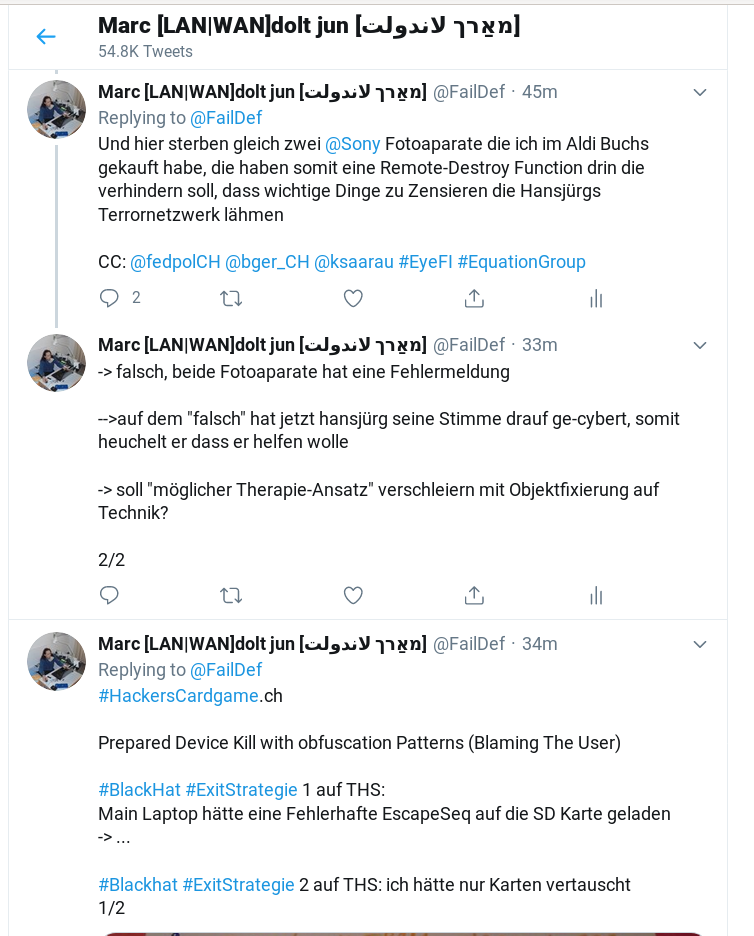 Marc [LAN|WAN]dolt jun [מאַרך لاندولت]
54.8K Tweets
Marc [LAN|WAN]dolt jun [מאַרך لاندولت] @FailDef · 45m
Replying to @FailDef
Und hier sterben gleich zwei @Sony Fotoaparate die ich im Aldi Buchs
gekauft habe, die haben somit eine Remote-Destroy Function drin die
verhindern soll, dass wichtige Dinge zu Zensieren die Hansjürgs
Terrornetzwerk lähmen
CC: @fedpolCH @bger_CH @ksaarau #EyeFI #EquationGroup
2
Marc [LAN|WAN]dolt jun [מאַרך لاندولت] @FailDef · 33m
-> falsch, beide Fotoaparate hat eine Fehlermeldung
-->auf dem "falsch" hat jetzt hansjürg seine Stimme drauf ge-cybert, somit
heuchelt er dass er helfen wolle
-> soll "möglicher Therapie-Ansatz" verschleiern mit Objektfixierung auf
Technik?
2/2
Marc [LAN|WAN]dolt jun [מאַרך لاندولت] @FailDef · 34m
Replying to @FailDef
#HackersCardgame.ch
Prepared Device Kill with obfuscation Patterns (Blaming The User)
#BlackHat #ExitStrategie 1 auf THS:
Main Laptop hätte eine Fehlerhafte EscapeSeq auf die SD Karte geladen
-> ...
#Blackhat #ExitStrategie 2 auf THS: ich hätte nur Karten vertauscht
1/2